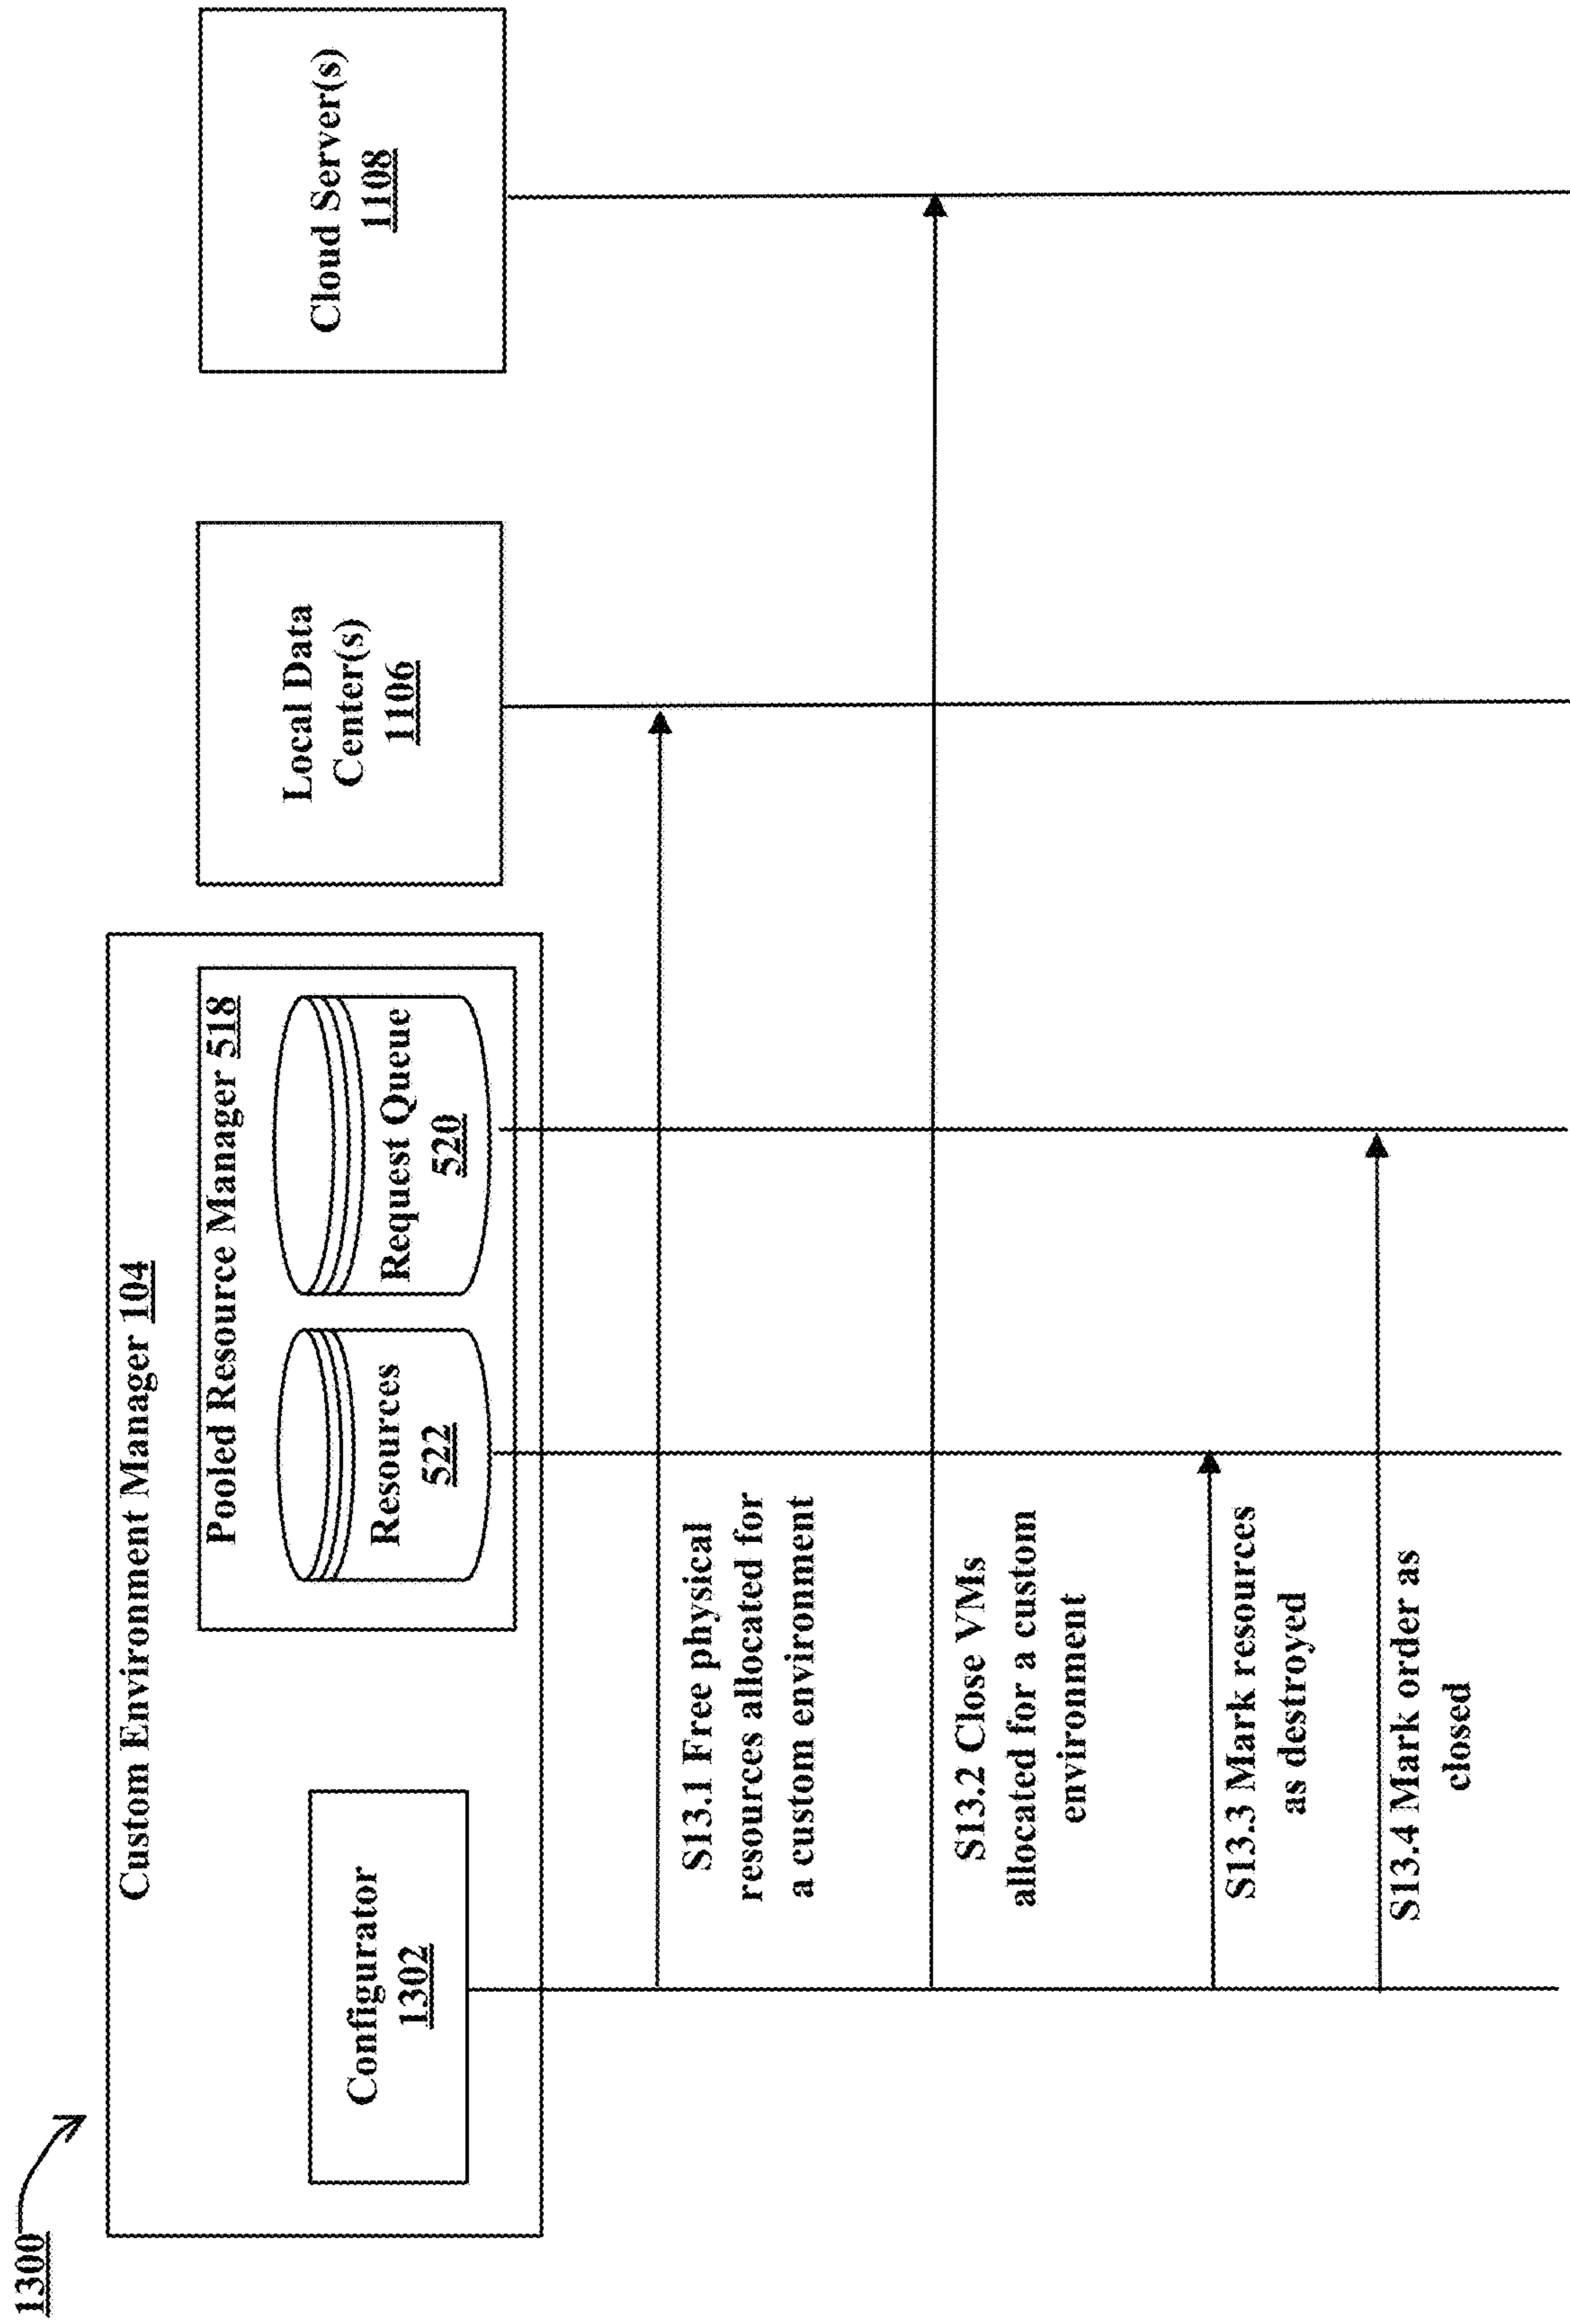 1300
Custom Environment Manager 104
Pooled Resource Manager 518
Configurator
1302
Resources
522
Request Queue
520
Local Data
Center(s)
1106
Cloud Server(s)
1108
S13.1 Free physical
resources allocated for
a custom environment
S13.2 Close VMs
allocated for a custom
environment
S13.3 Mark resources
as destroyed
S13.4 Mark order as
closed